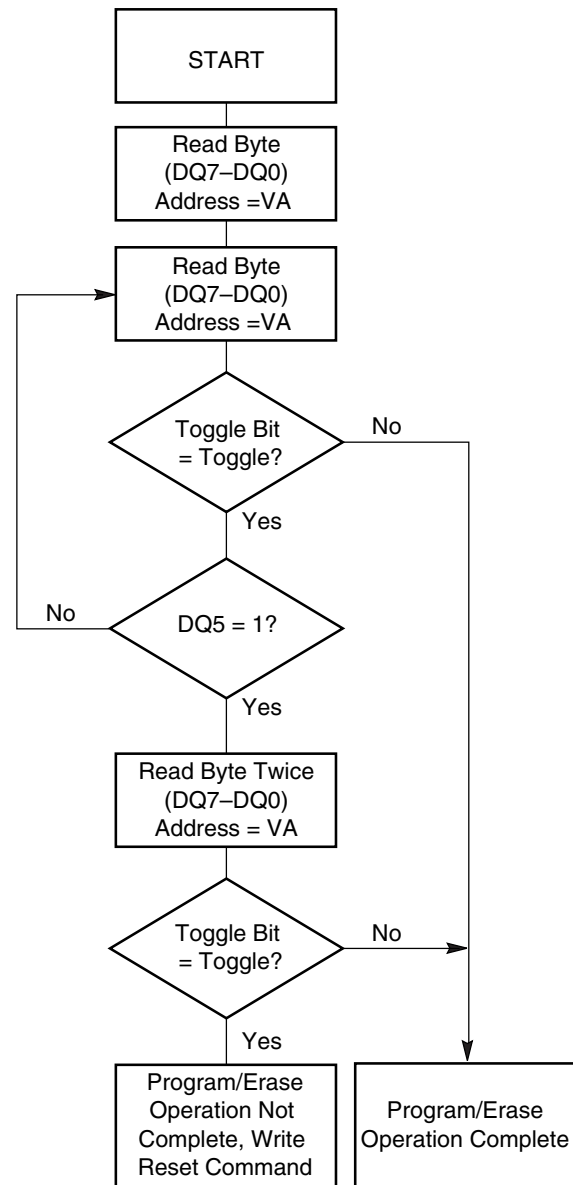 START
Read Byte
(DQ7–DQ0)
Address =VA
Read Byte
(DQ7–DQ0)
Address =VA
Toggle Bit
= Toggle?
No
Yes
No
DQ5 = 1?
Yes
Read Byte Twice
(DQ7–DQ0)
Address = VA
Toggle Bit
= Toggle?
No
Yes
Program/Erase
Operation Not
Complete, Write
Reset Command
Program/Erase
Operation Complete